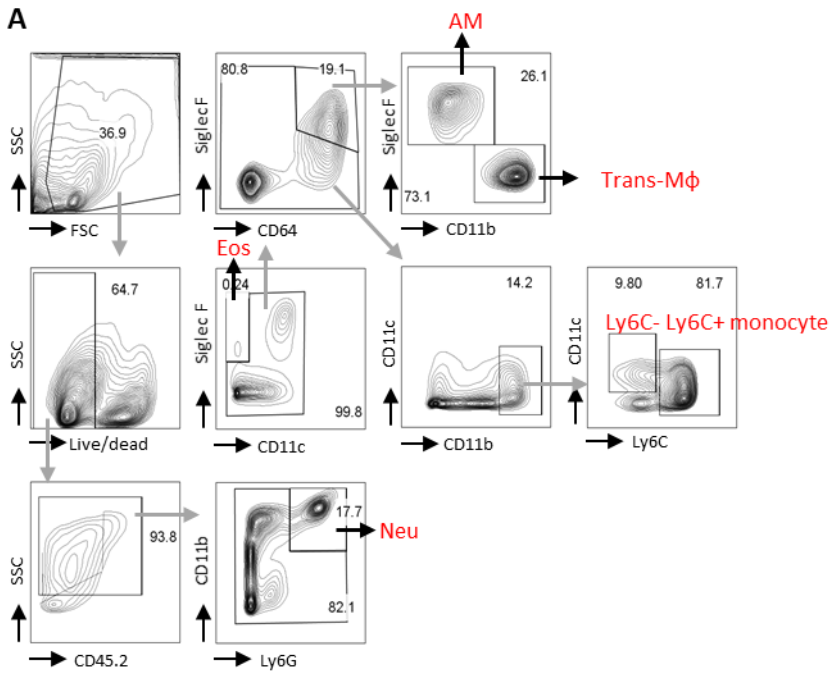 A
AM
80.8
19.1
26.1
SSC
36.9
FSC
Siglec F
CD64
Siglec F
73.1
CD11b
Trans-Mϕ
Eos
64.7
SSC
Live/dead
0.24
Siglec F
99.8
CD11c
14.2
CD11c
CD11b
9.80
81.7
Ly6C- Ly6C+ monocyte
CD11c
Ly6C
SSC
93.8
CD45.2
CD11b
17.7
Neu
82.1
Ly6G